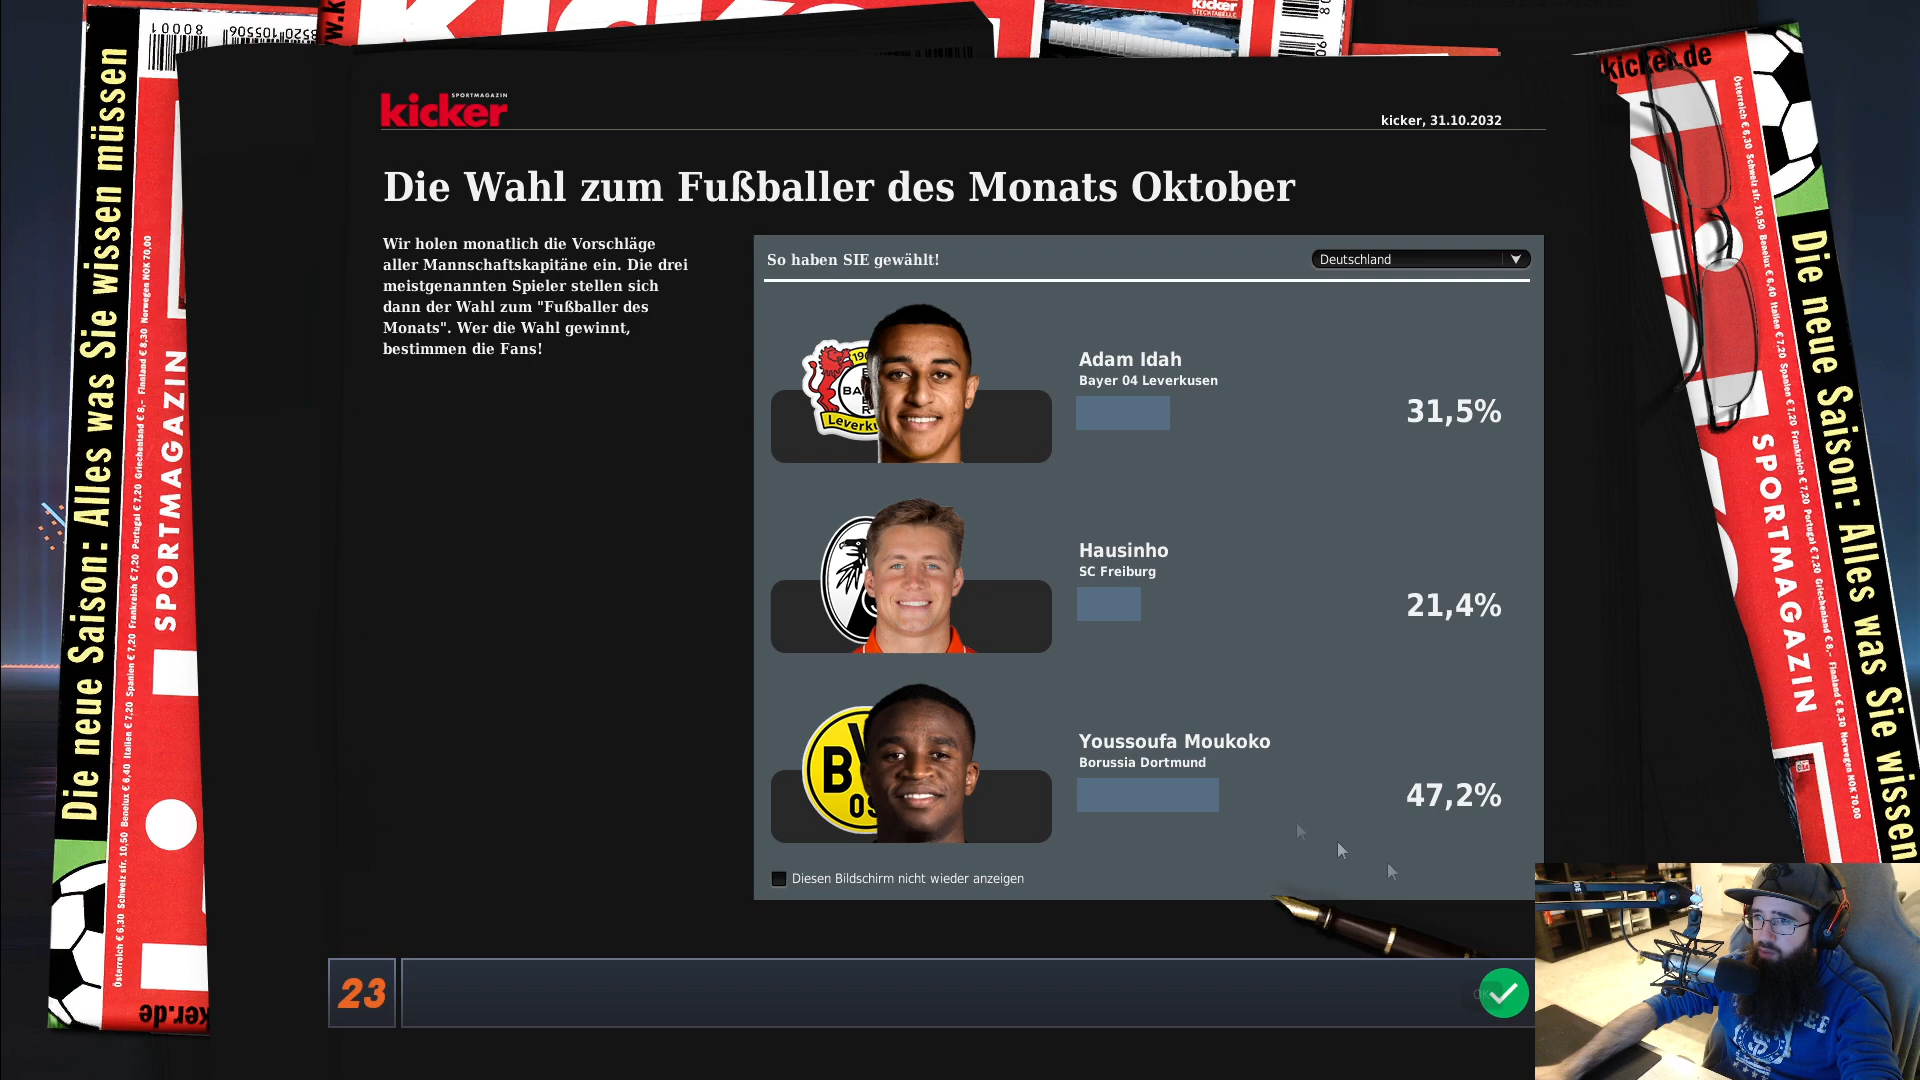 kicker
SPORTMAGAZIN
kicker, 31.10.2032
Die Wahl zum Fußballer des Monats Oktober
Wir holen monatlich die Vorschläge
aller Mannschaftskapitäne ein. Die drei
meistgenannten Spieler stellen sich
dann der Wahl zum "Fußballer des
Monats". Wer die Wahl gewinnt,
bestimmen die Fans!
So haben SIE gewählt!
Deutschland
Adam Idah
Bayer 04 Leverkusen
31,5%
Hausinho
SC Freiburg
21,4%
Youssoufa Moukoko
Borussia Dortmund
47,2%
Diesen Bildschirm nicht wieder anzeigen
23
Die neue Saison: Alles was Sie wissen müssen
SPORTMAGAZIN
kicker.de
Die neue Saison: Alles was Sie wissen
SPORTMAGAZIN